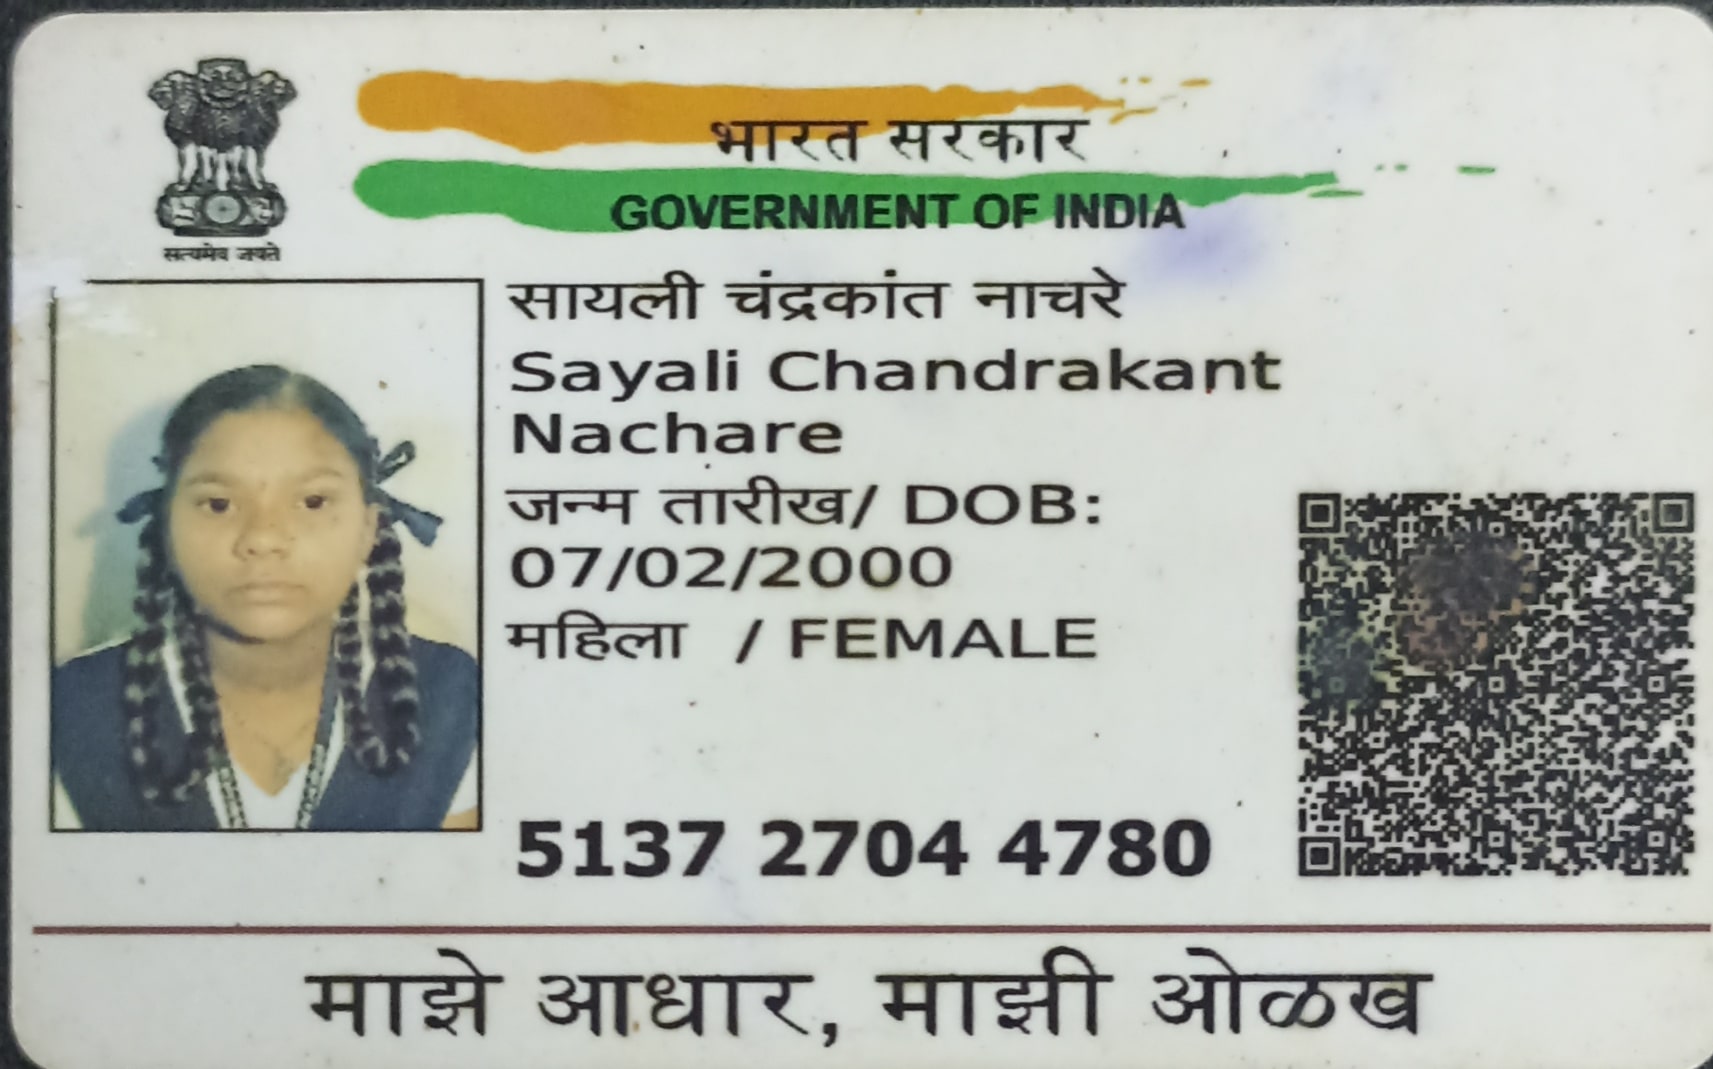 भारत सरकार
GOVERNMENT OF INDIA
सत्यमेव जयते
सायली चंद्रकांत नाचरे
Sayali Chandrakant
Nachare
जन्म तारीख/ DOB:
07/02/2000
महिला / FEMALE
5137 2704 4780
माझे आधार, माझी ओळख